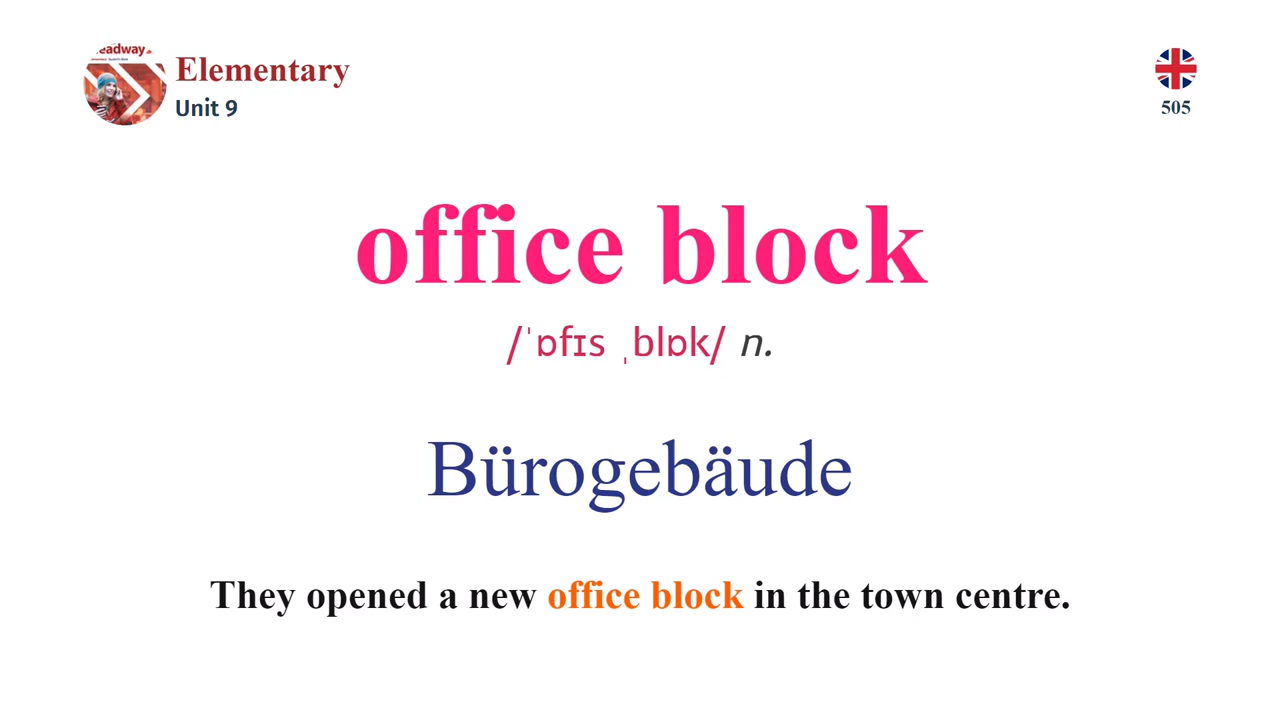 eadway
Elementary
Unit 9
505
office block
/ˈɒfɪs ˌblɒk/ n.
Bürogebäude
They opened a new office block in the town centre.